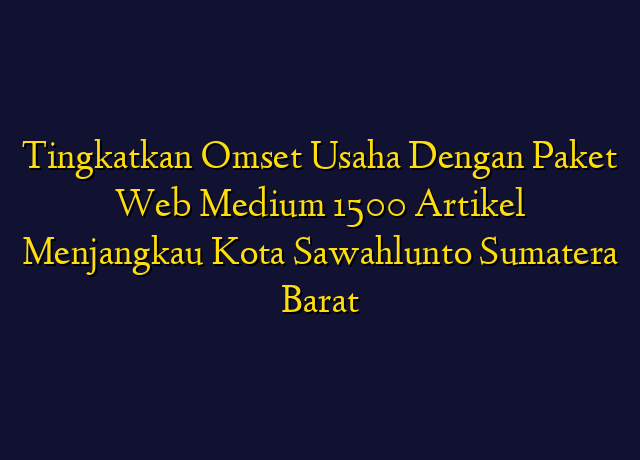 Tingkatkan Omset Usaha Dengan Paket
Web Medium 1500 Artikel
Menjangkau Kota Sawahlunto Sumatera
Barat